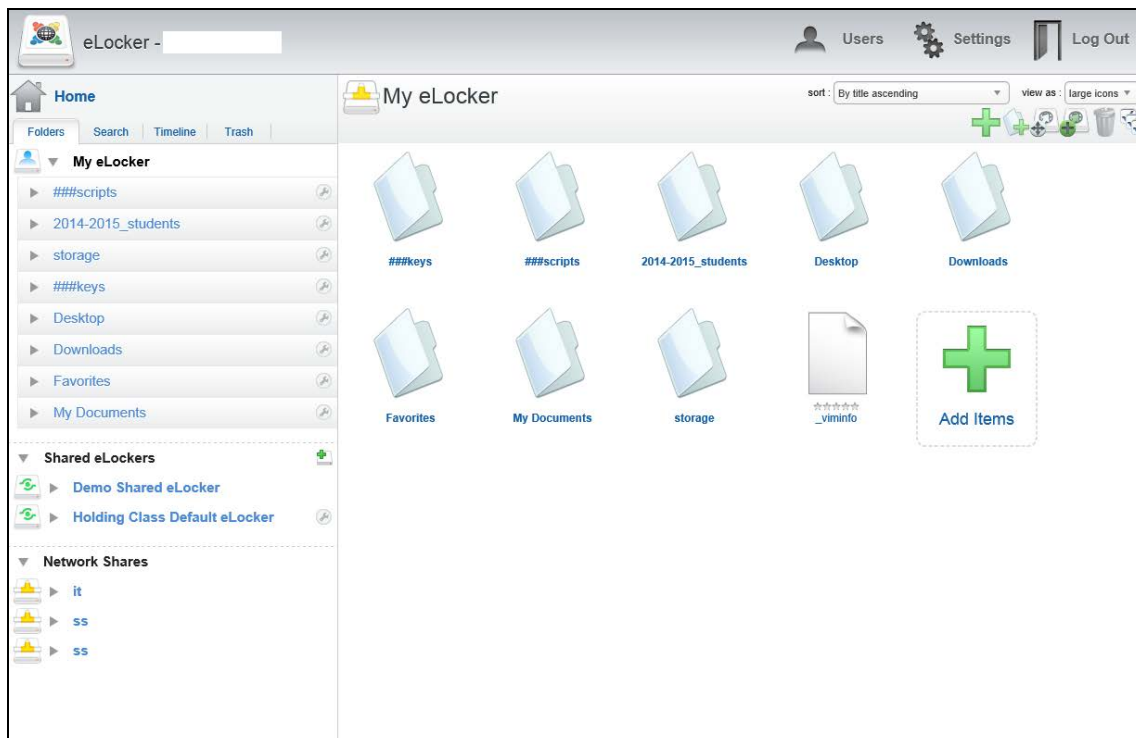 eLocker -
Users
Settings
Log Out
Home
Folders
Search
Timeline
Trash
My eLocker
###scripts
2014-2015_students
storage
###keys
Desktop
Downloads
Favorites
My Documents
Shared eLockers
Demo Shared eLocker
Holding Class Default eLocker
Network Shares
it
ss
ss
My eLocker
sort : By title ascending
view as : large icons
###keys
###scripts
2014-2015_students
Desktop
Downloads
Favorites
My Documents
storage
_viminfo
Add Items